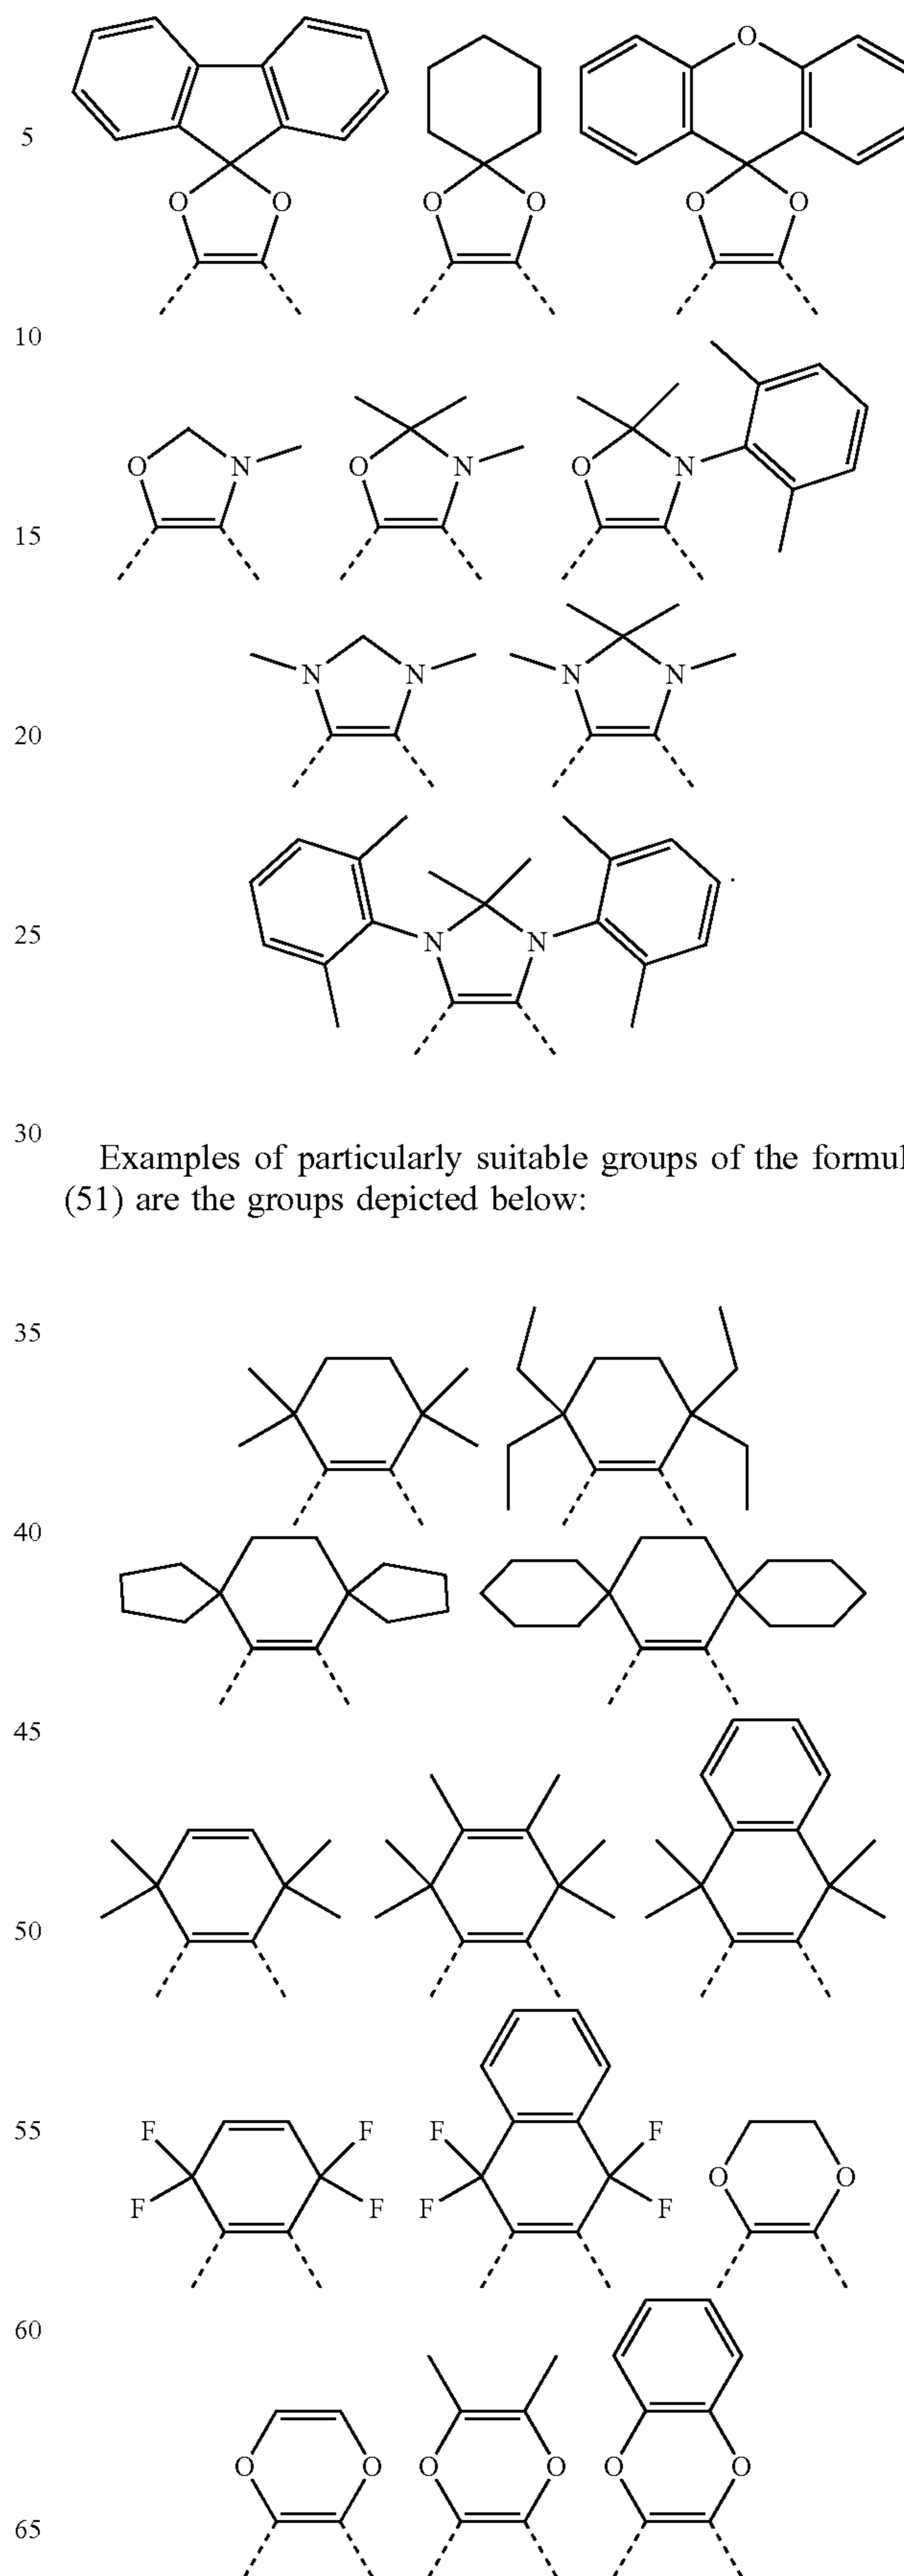 O
5
O O O O O O
10
O N O N O N
15
N N N N
20
25
N N
30
Examples of particularly suitable groups of the formul
(51) are the groups depicted below:
35
40
45
50
55
F F F F
O O
F F F F
60
O O O O O O
65